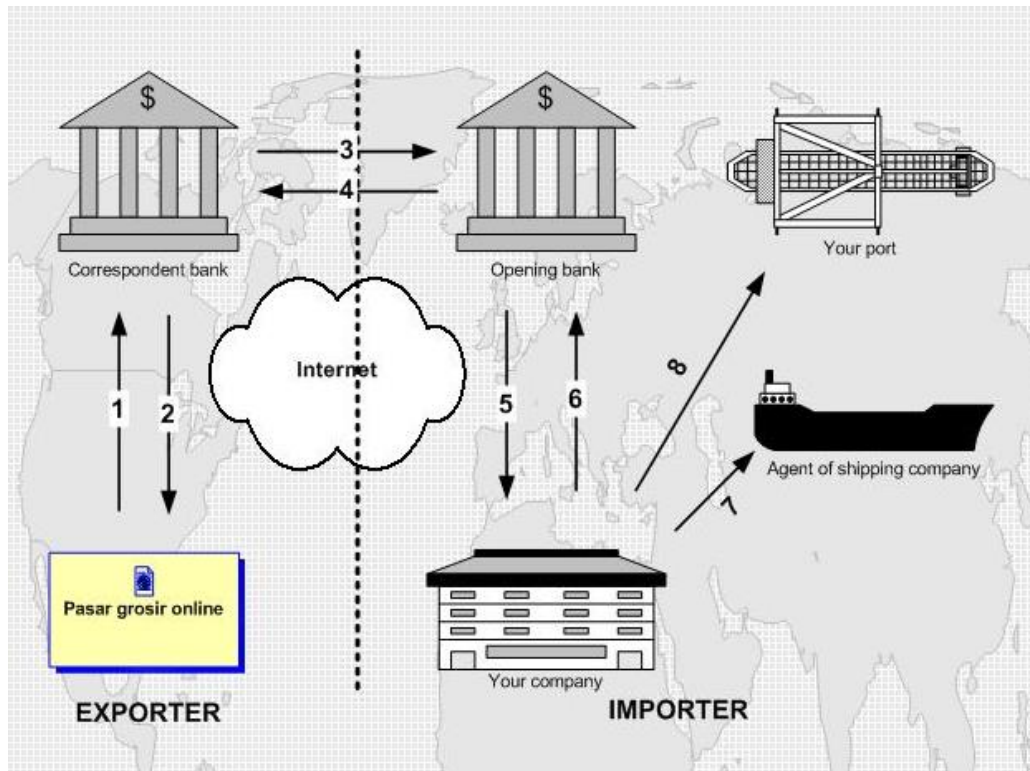 $
$
3
4
Correspondent bank
Opening bank
Your port
Internet
1
2
5
6
8
7
Agent of shipping company
Pasar grosir online
Your company
EXPORTER
IMPORTER